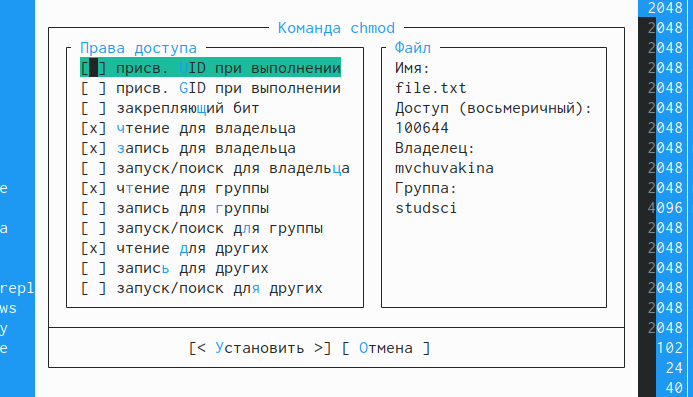 Команда chmod
Права доступа
[ ] присв. UID при выполнении
[ ] присв. GID при выполнении
[ ] закрепляющий бит
[x] чтение для владельца
[x] запись для владельца
[ ] запуск/поиск для владельца
[x] чтение для группы
[ ] запись для группы
[ ] запуск/поиск для группы
[x] чтение для других
[ ] запись для других
[ ] запуск/поиск для других
Файл
Имя:
file.txt
Доступ (восьмеричный):
100644
Владелец:
mvchuvakina
Группа:
studsci
[< Установить >] [ Отмена ]
e
a
repl
ws
y
e
2048
2048
2048
2048
2048
2048
2048
2048
2048
2048
4096
2048
2048
2048
2048
2048
2048
102
24
40